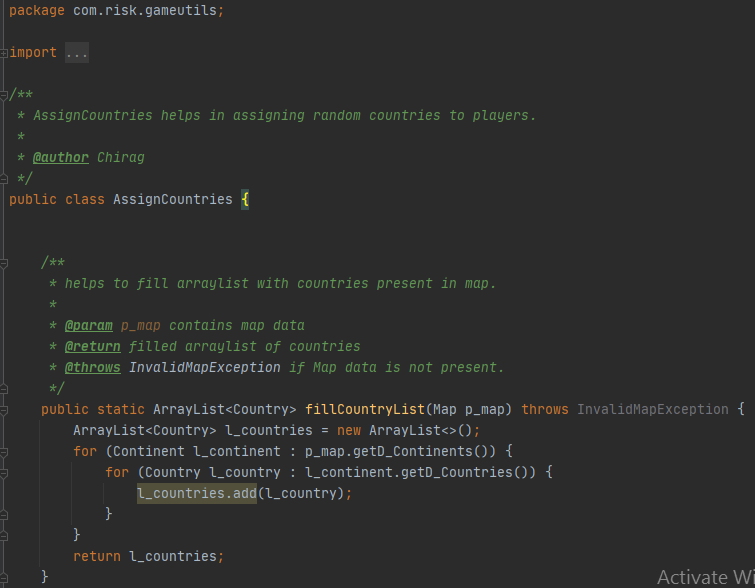 package com.risk.gameutils;
import ...
/**
* AssignCountries helps in assigning random countries to players.
*
* @author Chirag
*/
public class AssignCountries {
/**
* helps to fill arraylist with countries present in map.
*
* @param p_map contains map data
* @return filled arraylist of countries
* @throws InvalidMapException if Map data is not present.
*/
public static ArrayList<Country> fillCountryList(Map p_map) throws InvalidMapException {
ArrayList<Country> l_countries = new ArrayList<>();
for (Continent l_continent : p_map.getD_Continents()) {
for (Country l_country : l_continent.getD_Countries()) {
l_countries.add(l_country);
}
}
return l_countries;
}
Activate Wi